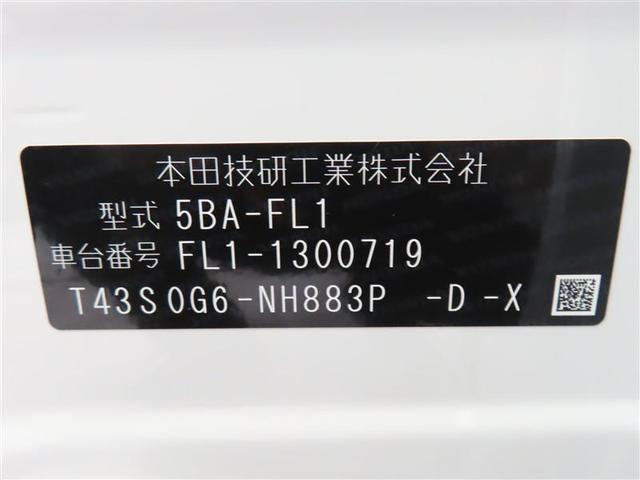 本田技研工業株式会社
型式 5BA-FL1
車台番号 FL1-1300719
T43S0G6-NH883P -D -X